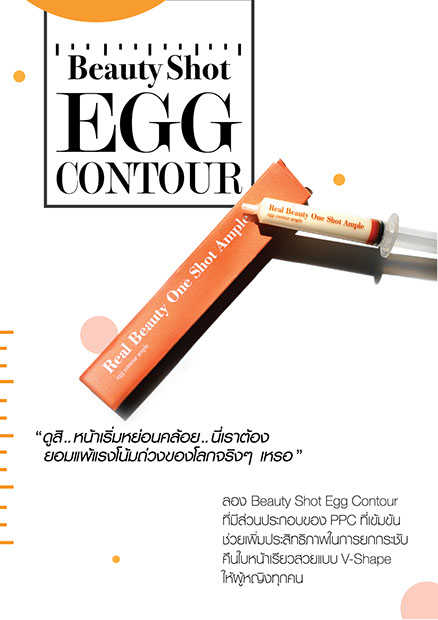 Beauty Shot
EGG
CONTOUR
Real Beauty One Shot Ample
egg contour ample
Real Beauty One Shot Ample
egg contour ample
“ดูสิ..หน้าเริ่มหย่อนคล้อย..นี่เราต้อง
ยอมแพ้แรงโน้มถ่วงของโลกจริงๆ เหรอ”
ลอง Beauty Shot Egg Contour
ที่มีส่วนประกอบของ PPC ที่เข้มข้น
ช่วยเพิ่มประสิทธิภาพในการยกกระชับ
คืนใบหน้าเรียวสวยแบบ V-Shape
ให้ผู้หญิงทุกคน